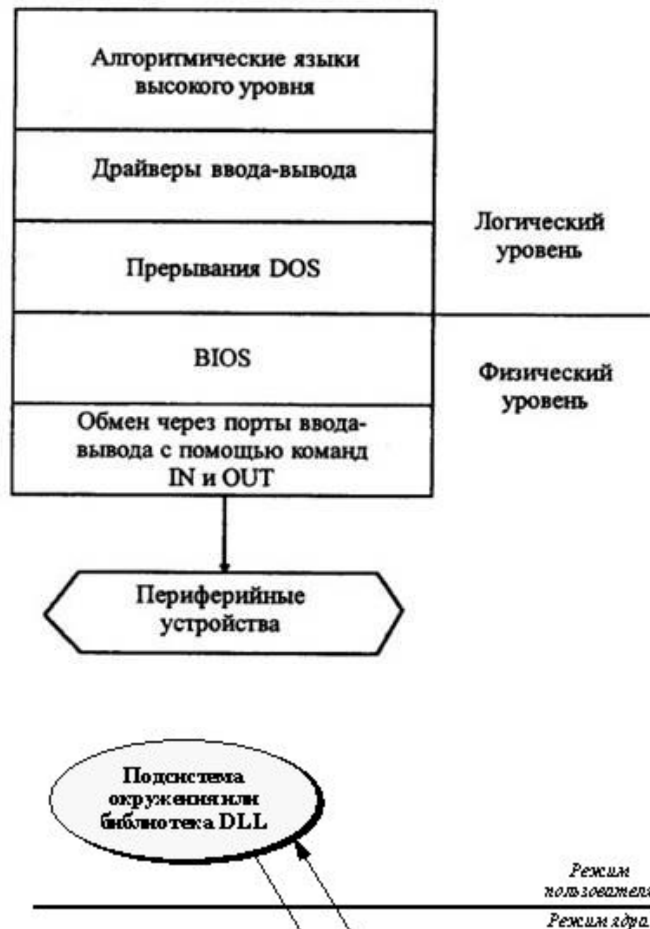 Алгоритмические языки
высокого уровня
Драйверы ввода-вывода
Прерывания DOS
Логический
уровень
BIOS
Физический
уровень
Обмен через порты ввода-
вывода с помощью команд
IN и OUT
Периферийные
устройства
Подсистема
окружения или
библиотека DLL
Режим
пользователя
Режим ядра